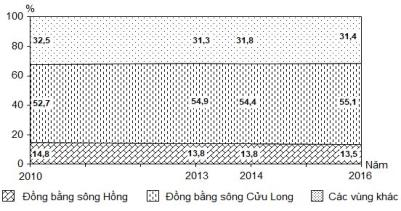 %
100
32,5 31,3 31,8 31,4
80
60
52,7 54,9 54,4 55,1
40
20
14,8 13,8 13,8 13,5
0
Năm
2010 2013 2014 2016
Đồng bằng sông Hồng Đồng bằng sông Cửu Long Các vùng khác